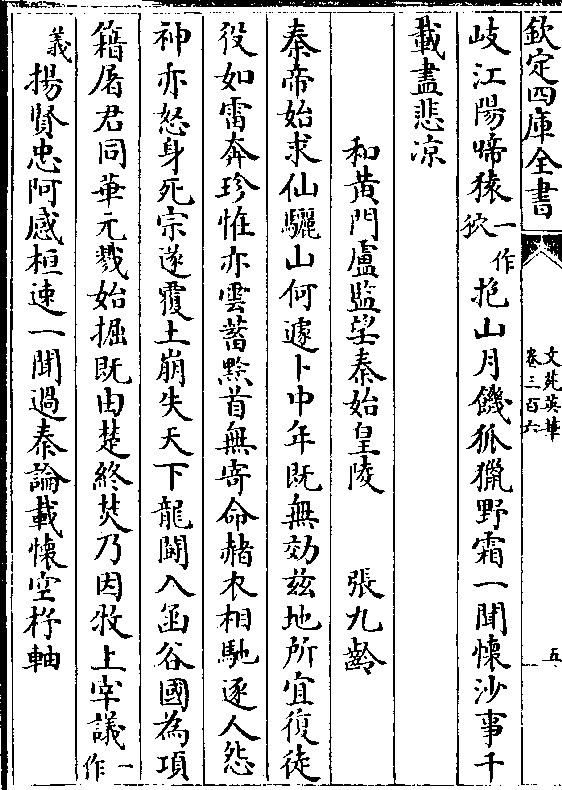 欽定四庫全書
文苑英華
卷三百六
五
岐江陽啼猿一作狖抱山月饑狐獵野霜一聞懷沙事千
載盡悲凉
和黄門盧監望秦始皇陵 張九齡
秦帝始求仙驪山何遽卜中年既無効兹地所宜復徒
役如雷奔珍惟亦雲蓄黔首無寄命赭衣相馳逐人怨
神亦怒身死宗遂覆土崩失天下龍鬭入函谷國為項
籍屠君同華元戮始掘既由楚終焚乃因牧上宰議一作
義揚賢忠阿感桓速一聞過秦論載懷空杼軸